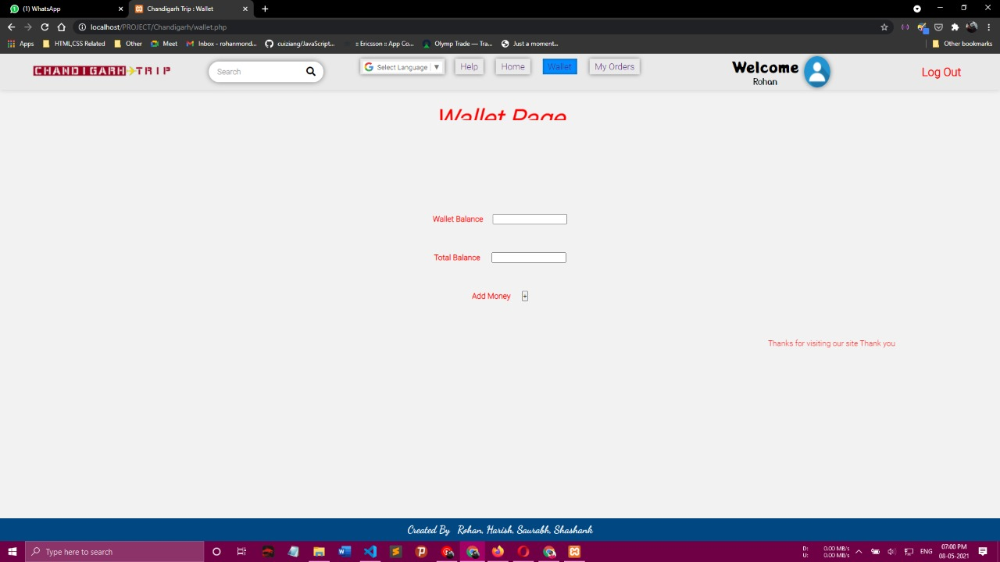 (1) WhatsApp
Chandigarh Trip : Wallet
localhost/PROJECT/Chandigarh/wallet.php
Apps HTML,CSS Related Other Meet Inbox - rohanmond... cuiziang/JavaScript... :: Ericsson :: App Co... Olymp Trade — Tra... Just a moment... Other bookmarks
CHANDIGARH TRIP
Search
Select Language ▼
Help
Home
Wallet
My Orders
Welcome
Rohan
Log Out
Wallet Page
Wallet Balance
Total Balance
Add Money +
Thanks for visiting our site Thank you
Created By Rohan, Harish, Saurabh, Shashank
Type here to search
D: 0.00 MB/s
U: 0.00 MB/s
ENG
07:00 PM
08-05-2021